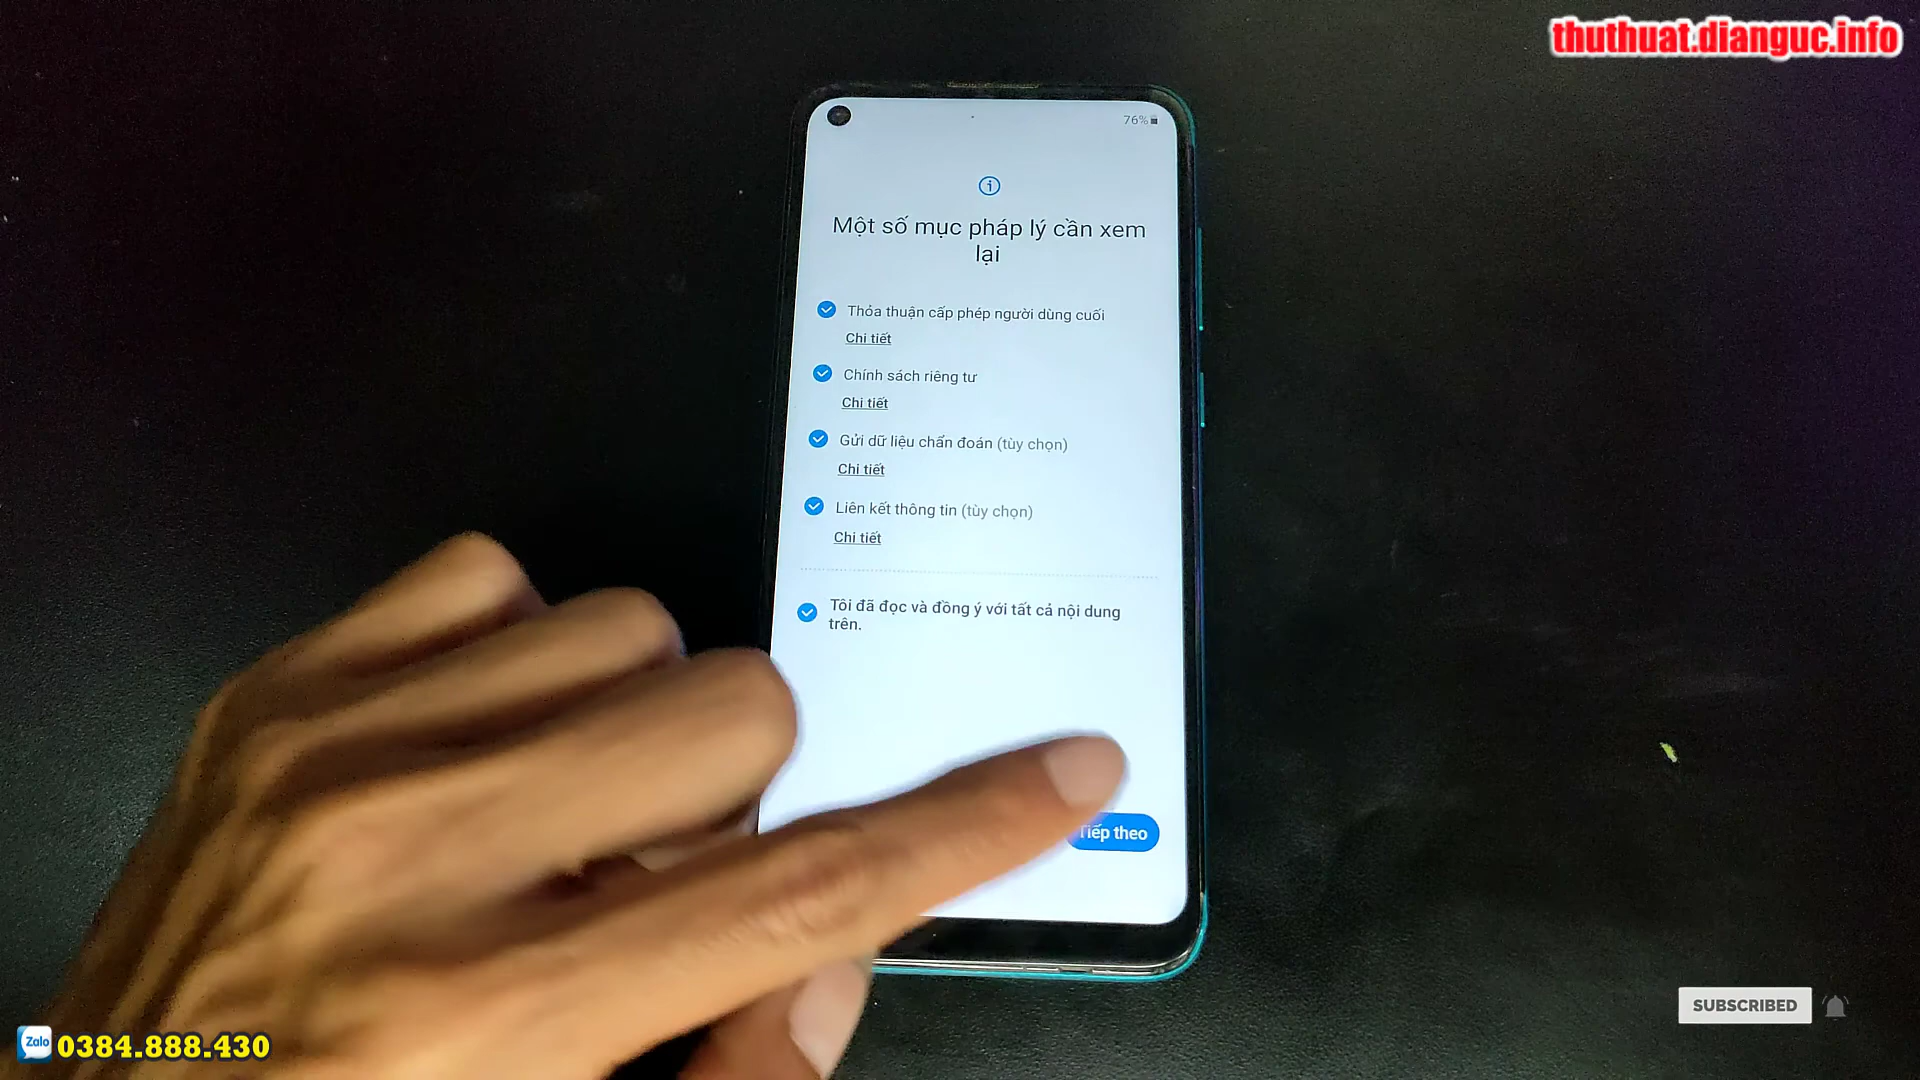 thuthuat.dianguc.info
76%
Một số mục pháp lý cần xem
lại
Thỏa thuận cấp phép người dùng cuối
Chi tiết
Chính sách riêng tư
Chi tiết
Gửi dữ liệu chẩn đoán (tùy chọn)
Chi tiết
Liên kết thông tin (tùy chọn)
Chi tiết
Tôi đã đọc và đồng ý với tất cả nội dung
trên.
Tiếp theo
SUBSCRIBED
Zalo 0384.888.430